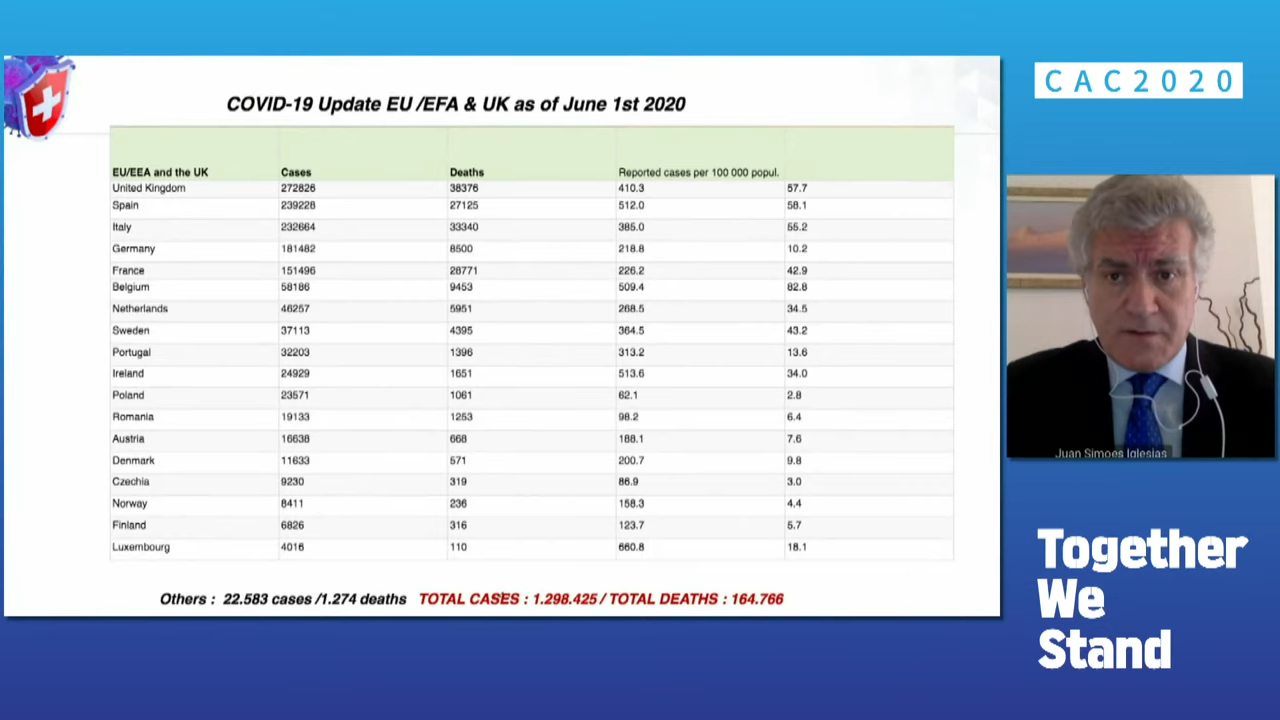 CAC2020
COVID-19 Update EU /EFA & UK as of June 1st 2020
EU/EEA and the UK Cases Deaths Reported cases per 100 000 popul.
United Kingdom 272826 38376 410.3 57.7
Spain 239228 27125 512.0 58.1
Italy 232664 33340 385.0 55.2
Germany 181482 8500 218.8 10.2
France 151496 28771 226.2 42.9
Belgium 58186 9453 509.4 82.8
Netherlands 46257 5951 268.5 34.5
Sweden 37113 4395 364.5 43.2
Portugal 32203 1396 313.2 13.6
Ireland 24929 1651 513.6 34.0
Poland 23571 1061 62.1 2.8
Romania 19133 1253 98.2 6.4
Austria 16638 668 188.1 7.6
Denmark 11633 571 200.7 9.8
Czechia 9230 319 86.9 3.0
Norway 8411 236 158.3 4.4
Finland 6826 316 123.7 5.7
Luxembourg 4016 110 660.8 18.1
Others : 22.583 cases /1.274 deaths TOTAL CASES : 1.298.425 / TOTAL DEATHS : 164.766
Juan Simoes Iglesias
Together
We
Stand